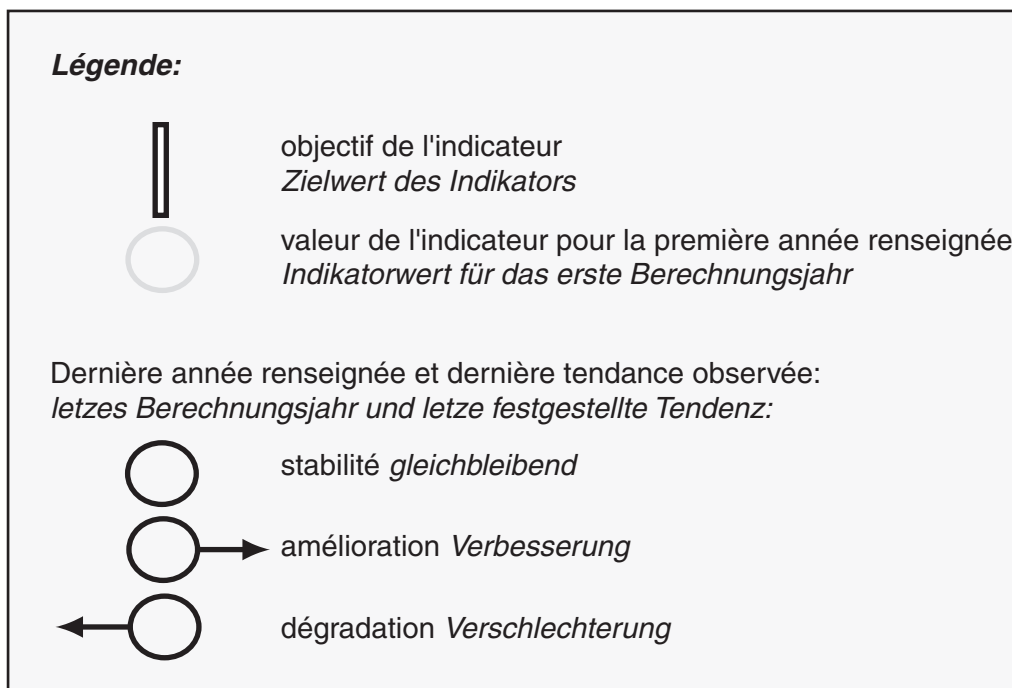 Légende:
objectif de l'indicateur
Zielwert des Indikators
valeur de l'indicateur pour la première année renseignée
Indikatorwert für das erste Berechnungsjahr
Dernière année renseignée et dernière tendance observée:
letzes Berechnungsjahr und letze festgestellte Tendenz:
stabilité gleichbleibend
amélioration Verbesserung
dégradation Verschlechterung